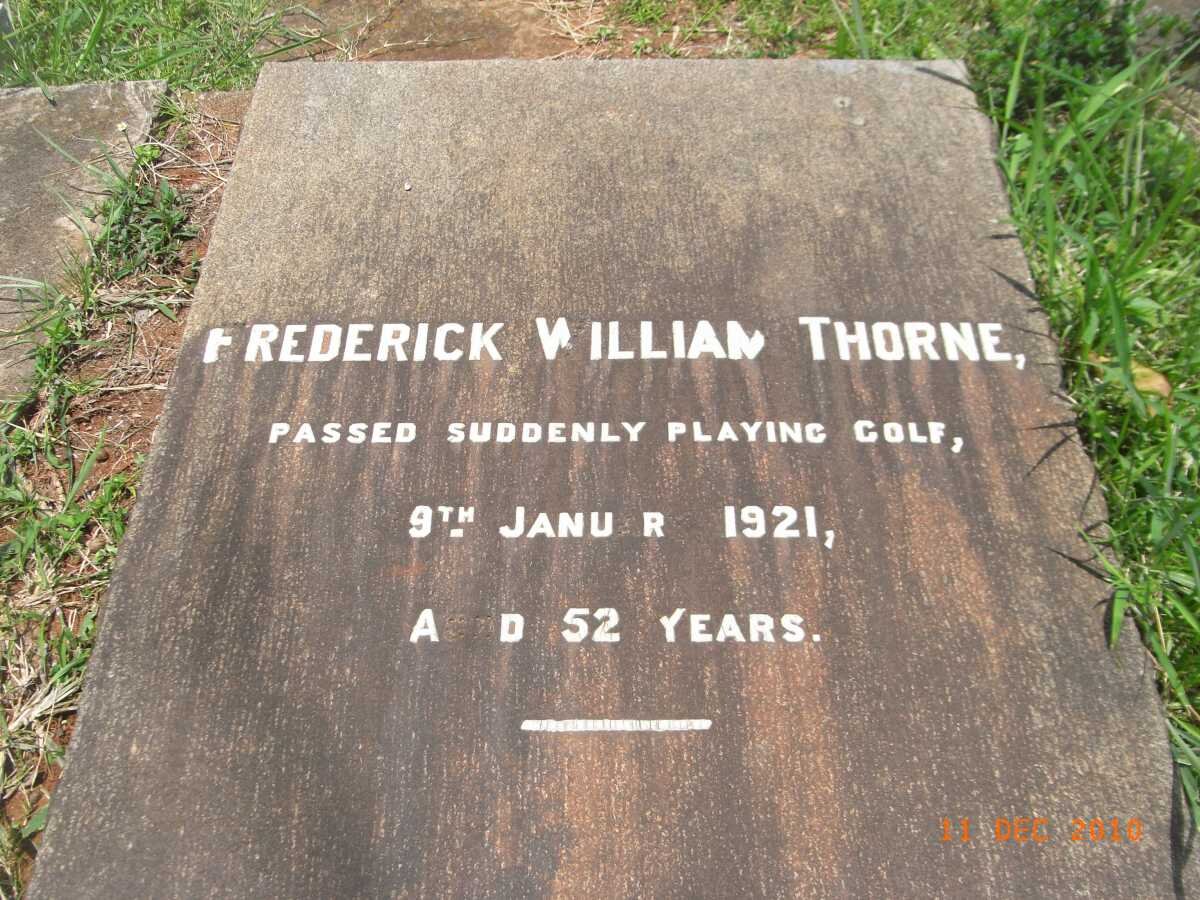 FREDERICK WILLIAM THORNE,
PASSED SUDDENLY PLAYING GOLF,
9TH JANU R 1921,
A D 52 YEARS.
11 DEC 2010